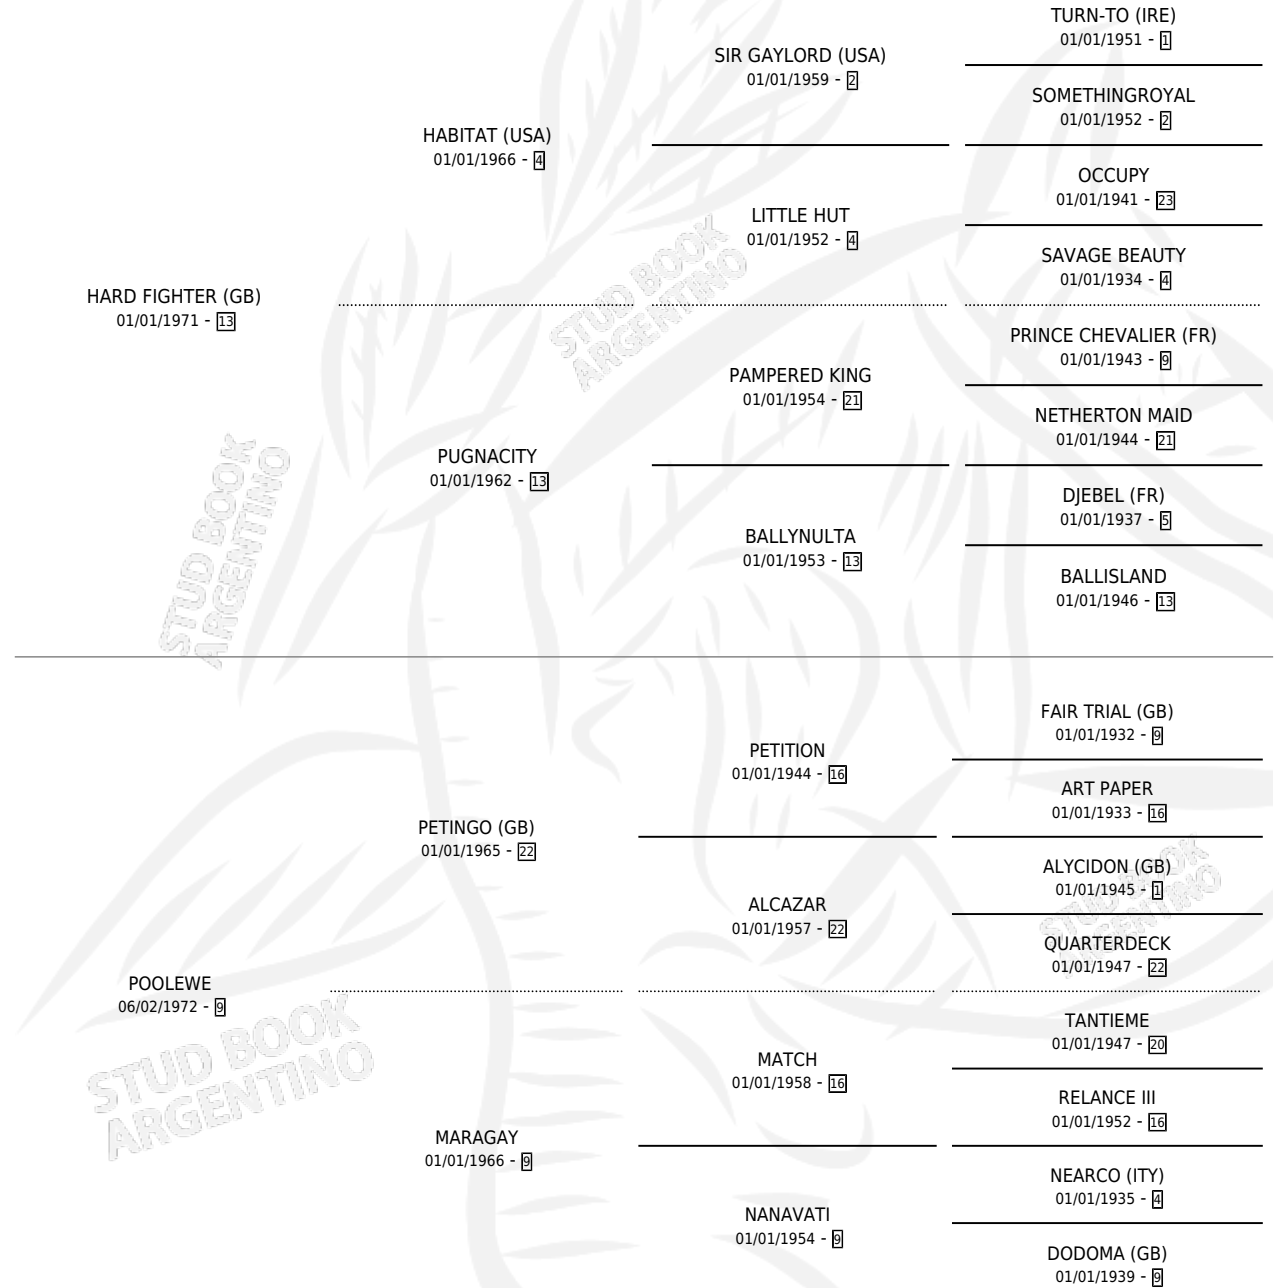 TURN-TO (IRE)
01/01/1951 - 1
SIR GAYLORD (USA)
01/01/1959 - 2
SOMETHINGROYAL
01/01/1952 - 2
HABITAT (USA)
01/01/1966 - 4
OCCUPY
01/01/1941 - 23
LITTLE HUT
01/01/1952 - 4
SAVAGE BEAUTY
01/01/1934 - 4
HARD FIGHTER (GB)
01/01/1971 - 13
STUD BOOK
ARGENTINO
PRINCE CHEVALIER (FR)
01/01/1943 - 9
PAMPERED KING
01/01/1954 - 21
NETHERTON MAID
01/01/1944 - 21
PUGNACITY
01/01/1962 - 13
DJEBEL (FR)
01/01/1937 - 5
BALLYNULTA
01/01/1953 - 13
BALLISLAND
01/01/1946 - 13
STUD BOOK
ARGENTINO
FAIR TRIAL (GB)
01/01/1932 - 9
PETITION
01/01/1944 - 16
ART PAPER
01/01/1933 - 16
PETINGO (GB)
01/01/1965 - 22
ALYCIDON (GB)
01/01/1945 - 1
ALCAZAR
01/01/1957 - 22
QUARTERDECK
01/01/1947 - 22
STUD BOOK
ARGENTINO
POOLEWE
06/02/1972 - 9
STUD BOOK
ARGENTINO
TANTIEME
01/01/1947 - 20
MATCH
01/01/1958 - 16
RELANCE III
01/01/1952 - 16
MARAGAY
01/01/1966 - 9
NEARCO (ITY)
01/01/1935 - 4
NANAVATI
01/01/1954 - 9
DODOMA (GB)
01/01/1939 - 9